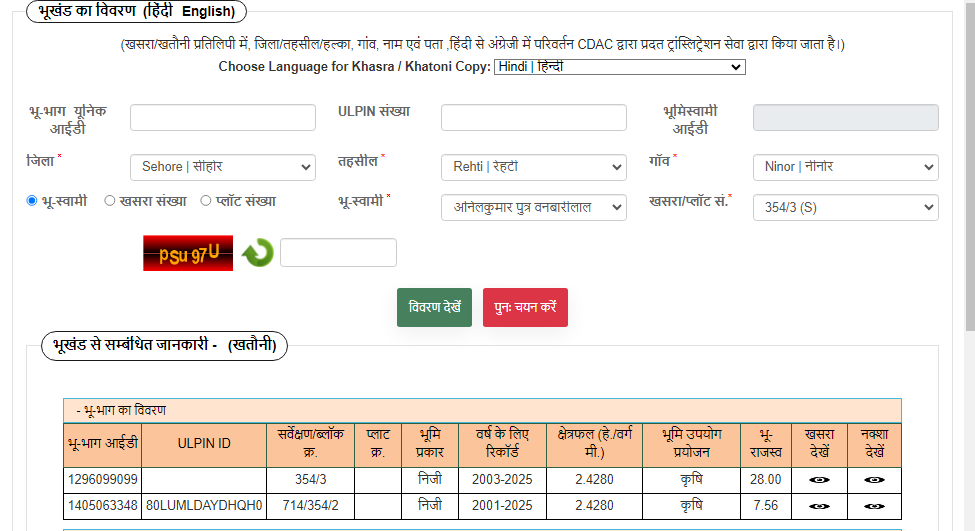 भूखंड का विवरण (हिंदी English)
(खसरा/खतौनी प्रतिलिपी में, जिला/तहसील/हल्का, गांव, नाम एवं पता ,हिंदी से अंग्रेजी में परिवर्तन CDAC द्वारा प्रदत ट्रांस्लिट्रेशन सेवा द्वारा किया जाता है।)
Choose Language for Khasra / Khatoni Copy: Hindi | हिन्दी
भू-भाग यूनिक आईडी ULPIN संख्या भूमिस्वामी आईडी
जिला * Sehore | सीहोर तहसील * Rehti | रेहटी गाँव * Ninor | नीनोर
भू-स्वामी खसरा संख्या प्लॉट संख्या भू-स्वामी * अनिलकुमार पुत्र वनबारीलाल खसरा/प्लॉट सं.* 354/3 (S)
psu97U
विवरण देखें पुनः चयन करें
भूखंड से सम्बंधित जानकारी - (खतौनी)
- भू-भाग का विवरण
भू-भाग आईडी ULPIN ID सर्वेक्षण/ब्लॉक क्र. प्लाट क्र. भूमि प्रकार वर्ष के लिए रिकॉर्ड क्षेत्रफल (हे./वर्ग मी.) भूमि उपयोग प्रयोजन भू-राजस्व खसरा देखें नक्शा देखें
1296099099 354/3 निजी 2003-2025 2.4280 कृषि 28.00
1405063348 80LUMLDAYDHQH0 714/354/2 निजी 2001-2025 2.4280 कृषि 7.56